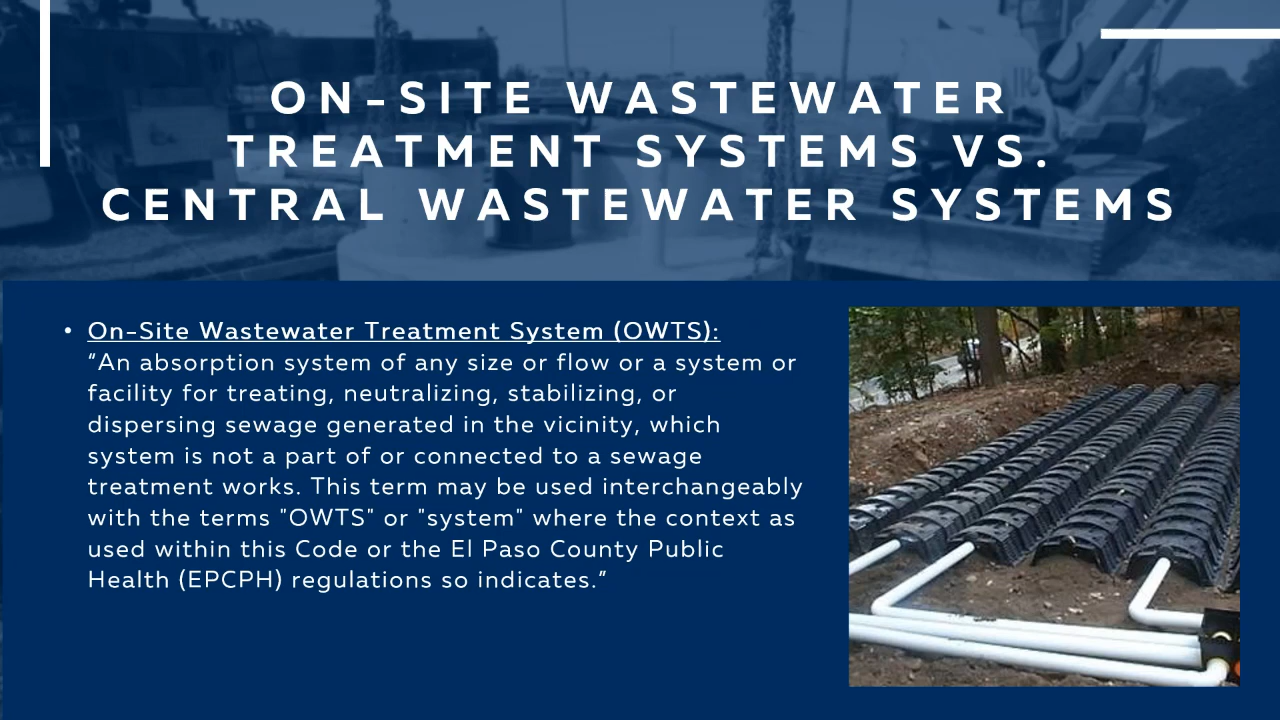 ON-SITE WASTEWATER
TREATMENT SYSTEMS VS.
CENTRAL WASTEWATER SYSTEMS
• On-Site Wastewater Treatment System (OWTS):
“An absorption system of any size or flow or a system or
facility for treating, neutralizing, stabilizing, or
dispersing sewage generated in the vicinity, which
system is not a part of or connected to a sewage
treatment works. This term may be used interchangeably
with the terms "OWTS" or "system" where the context as
used within this Code or the El Paso County Public
Health (EPCPH) regulations so indicates.”